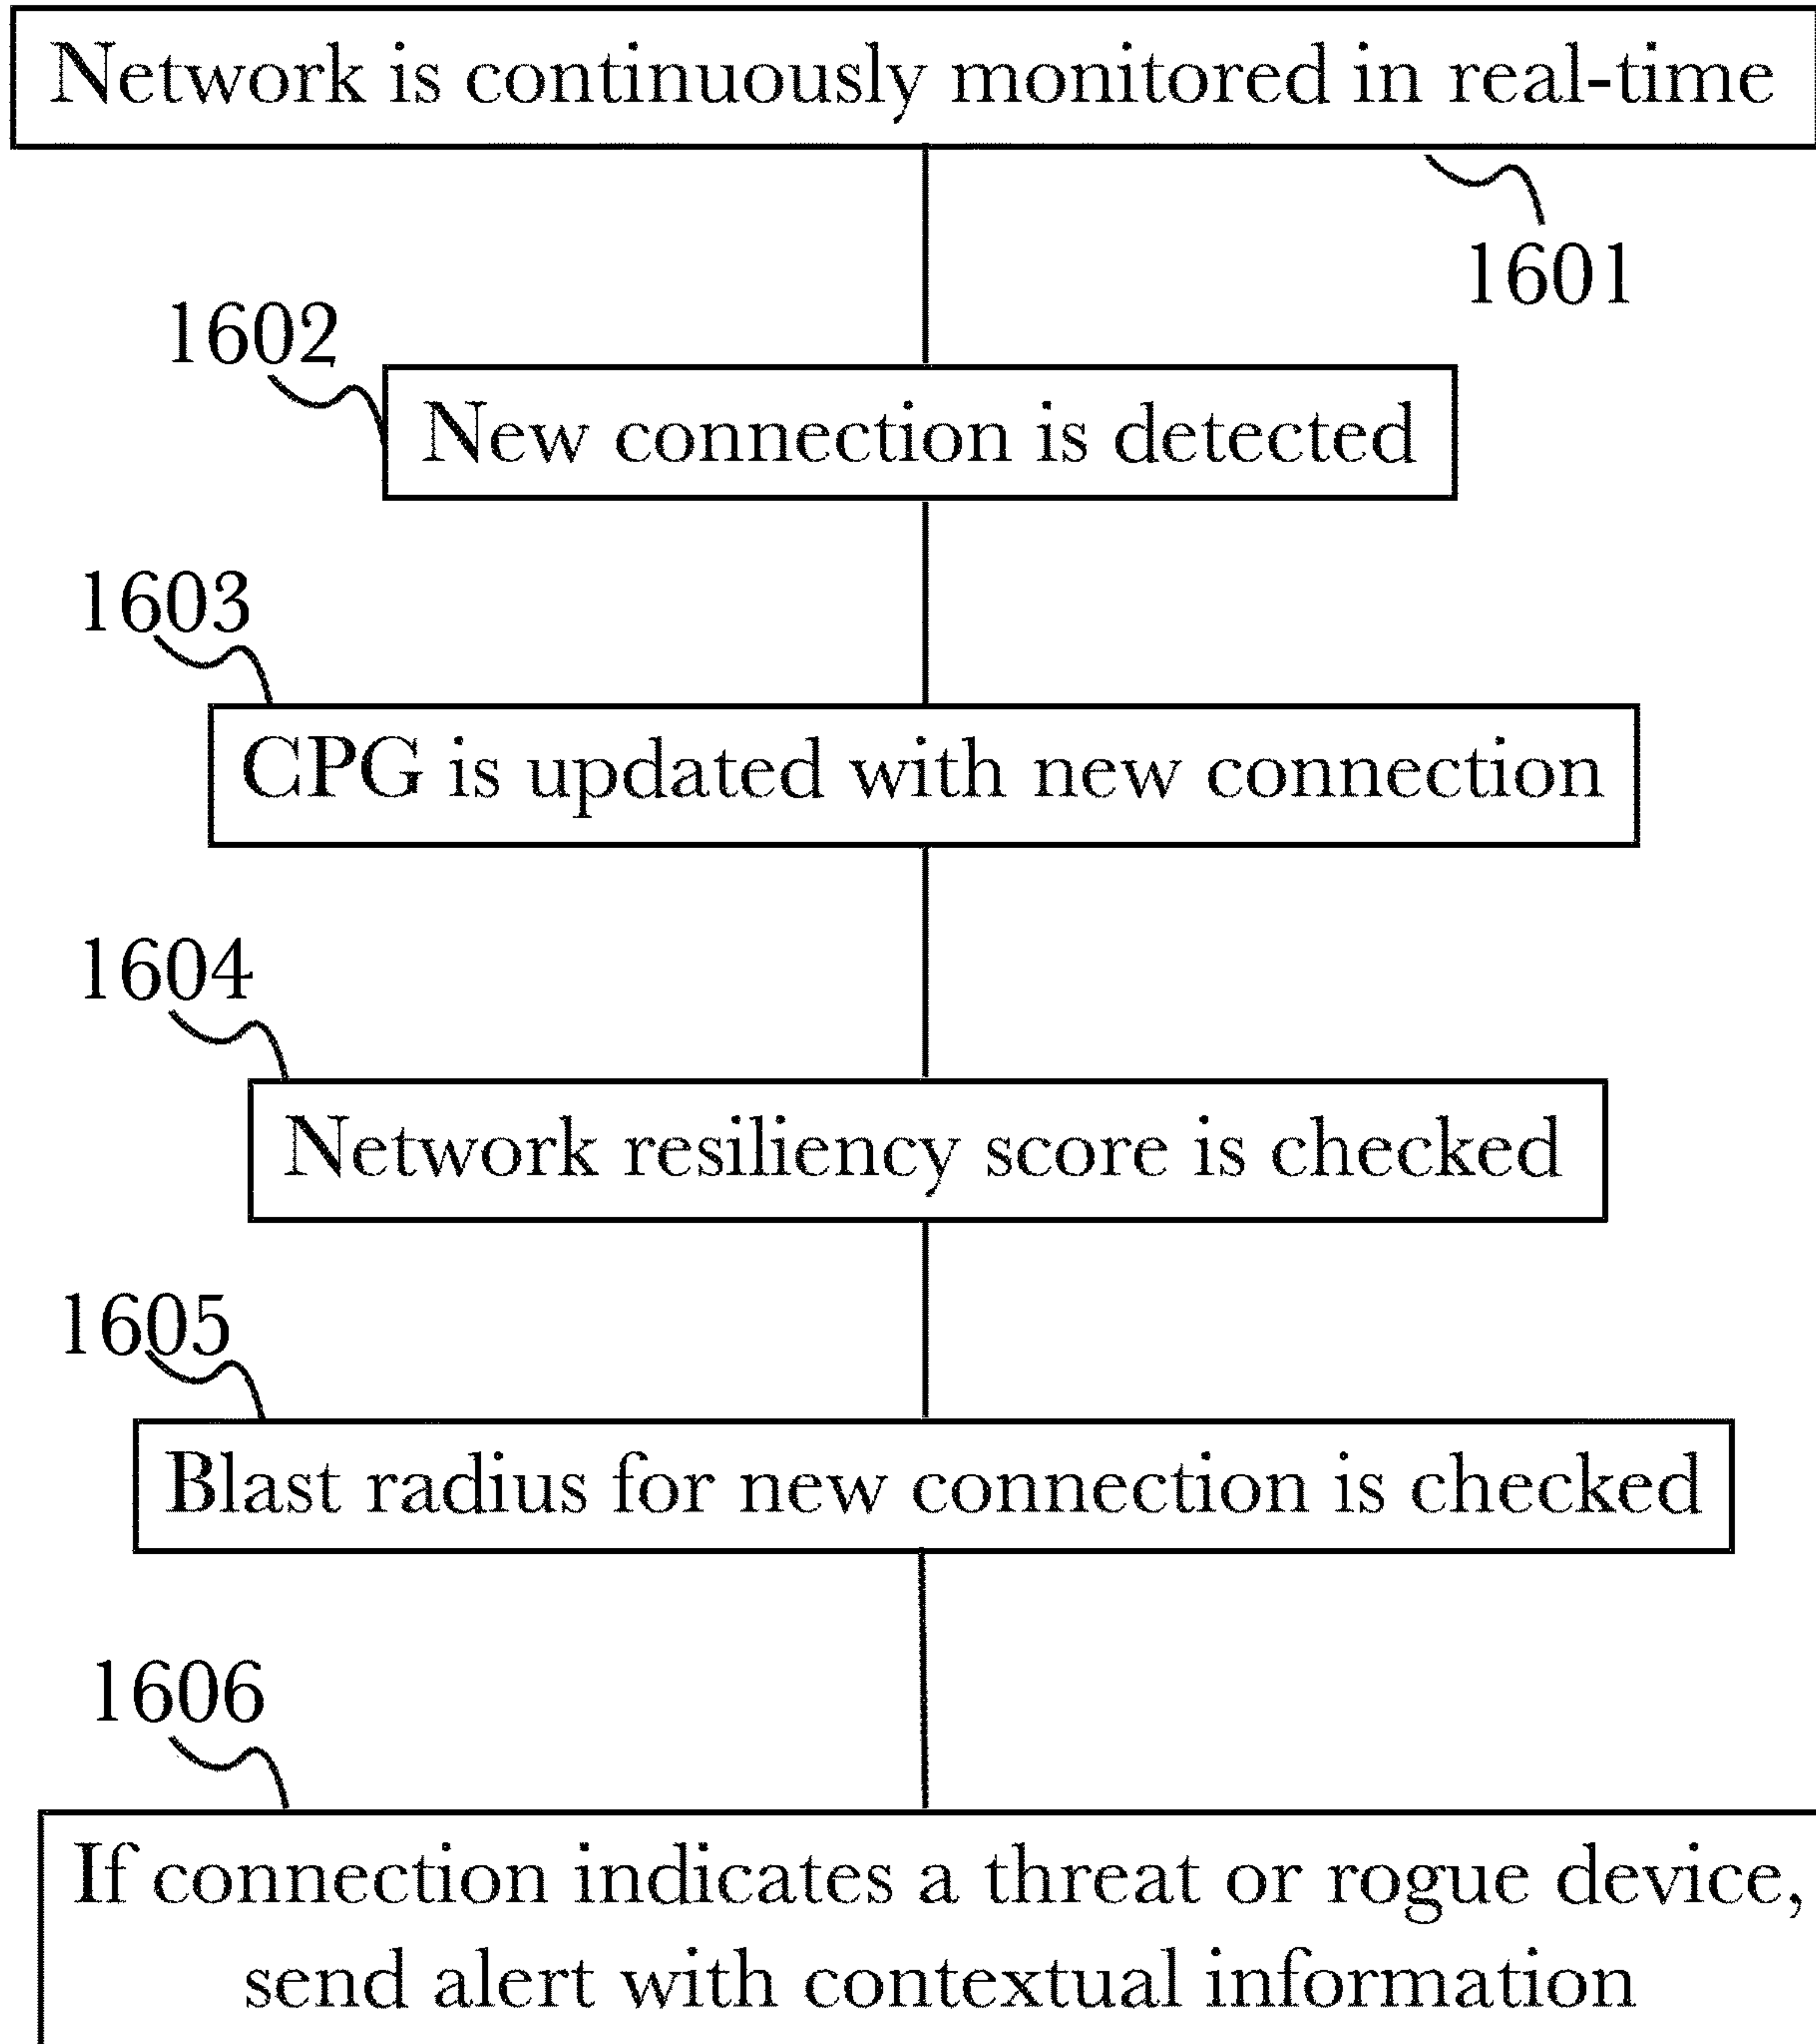 Network is continuously monitored in real-time
1601
1602
New connection is detected
1603
CPG is updated with new connection
1604
Network resiliency score is checked
1605
Blast radius for new connection is checked
1606
If connection indicates a threat or rogue device,
send alert with contextual information